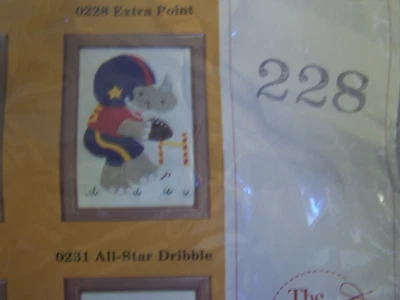 0228 Extra Point
228
0231 All-Star Dribble
The